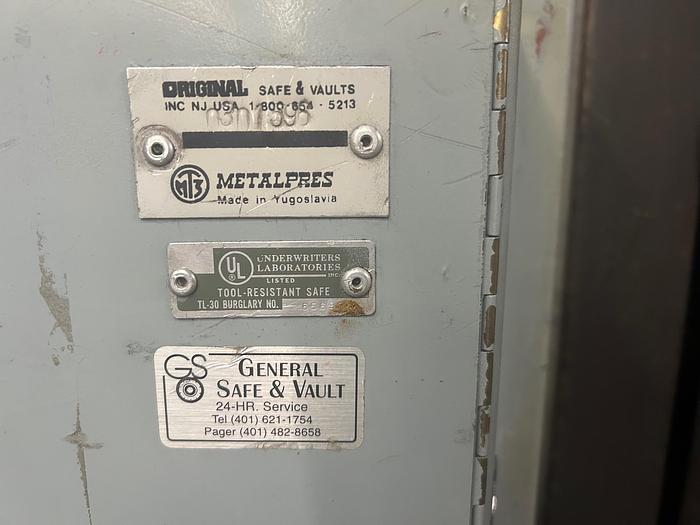 ORIGINAL SAFE & VAULTS
INC NJ USA 1-800-654-5213
MTZ METALPRES
Made in Yugoslavia
UL
®
UNDERWRITERS
LABORATORIES
INC.
LISTED
TOOL-RESISTANT SAFE
TL-30 BURGLARY NO.
GS GENERAL
SAFE & VAULT
24-HR. Service
Tel (401) 621-1754
Pager (401) 482-8658